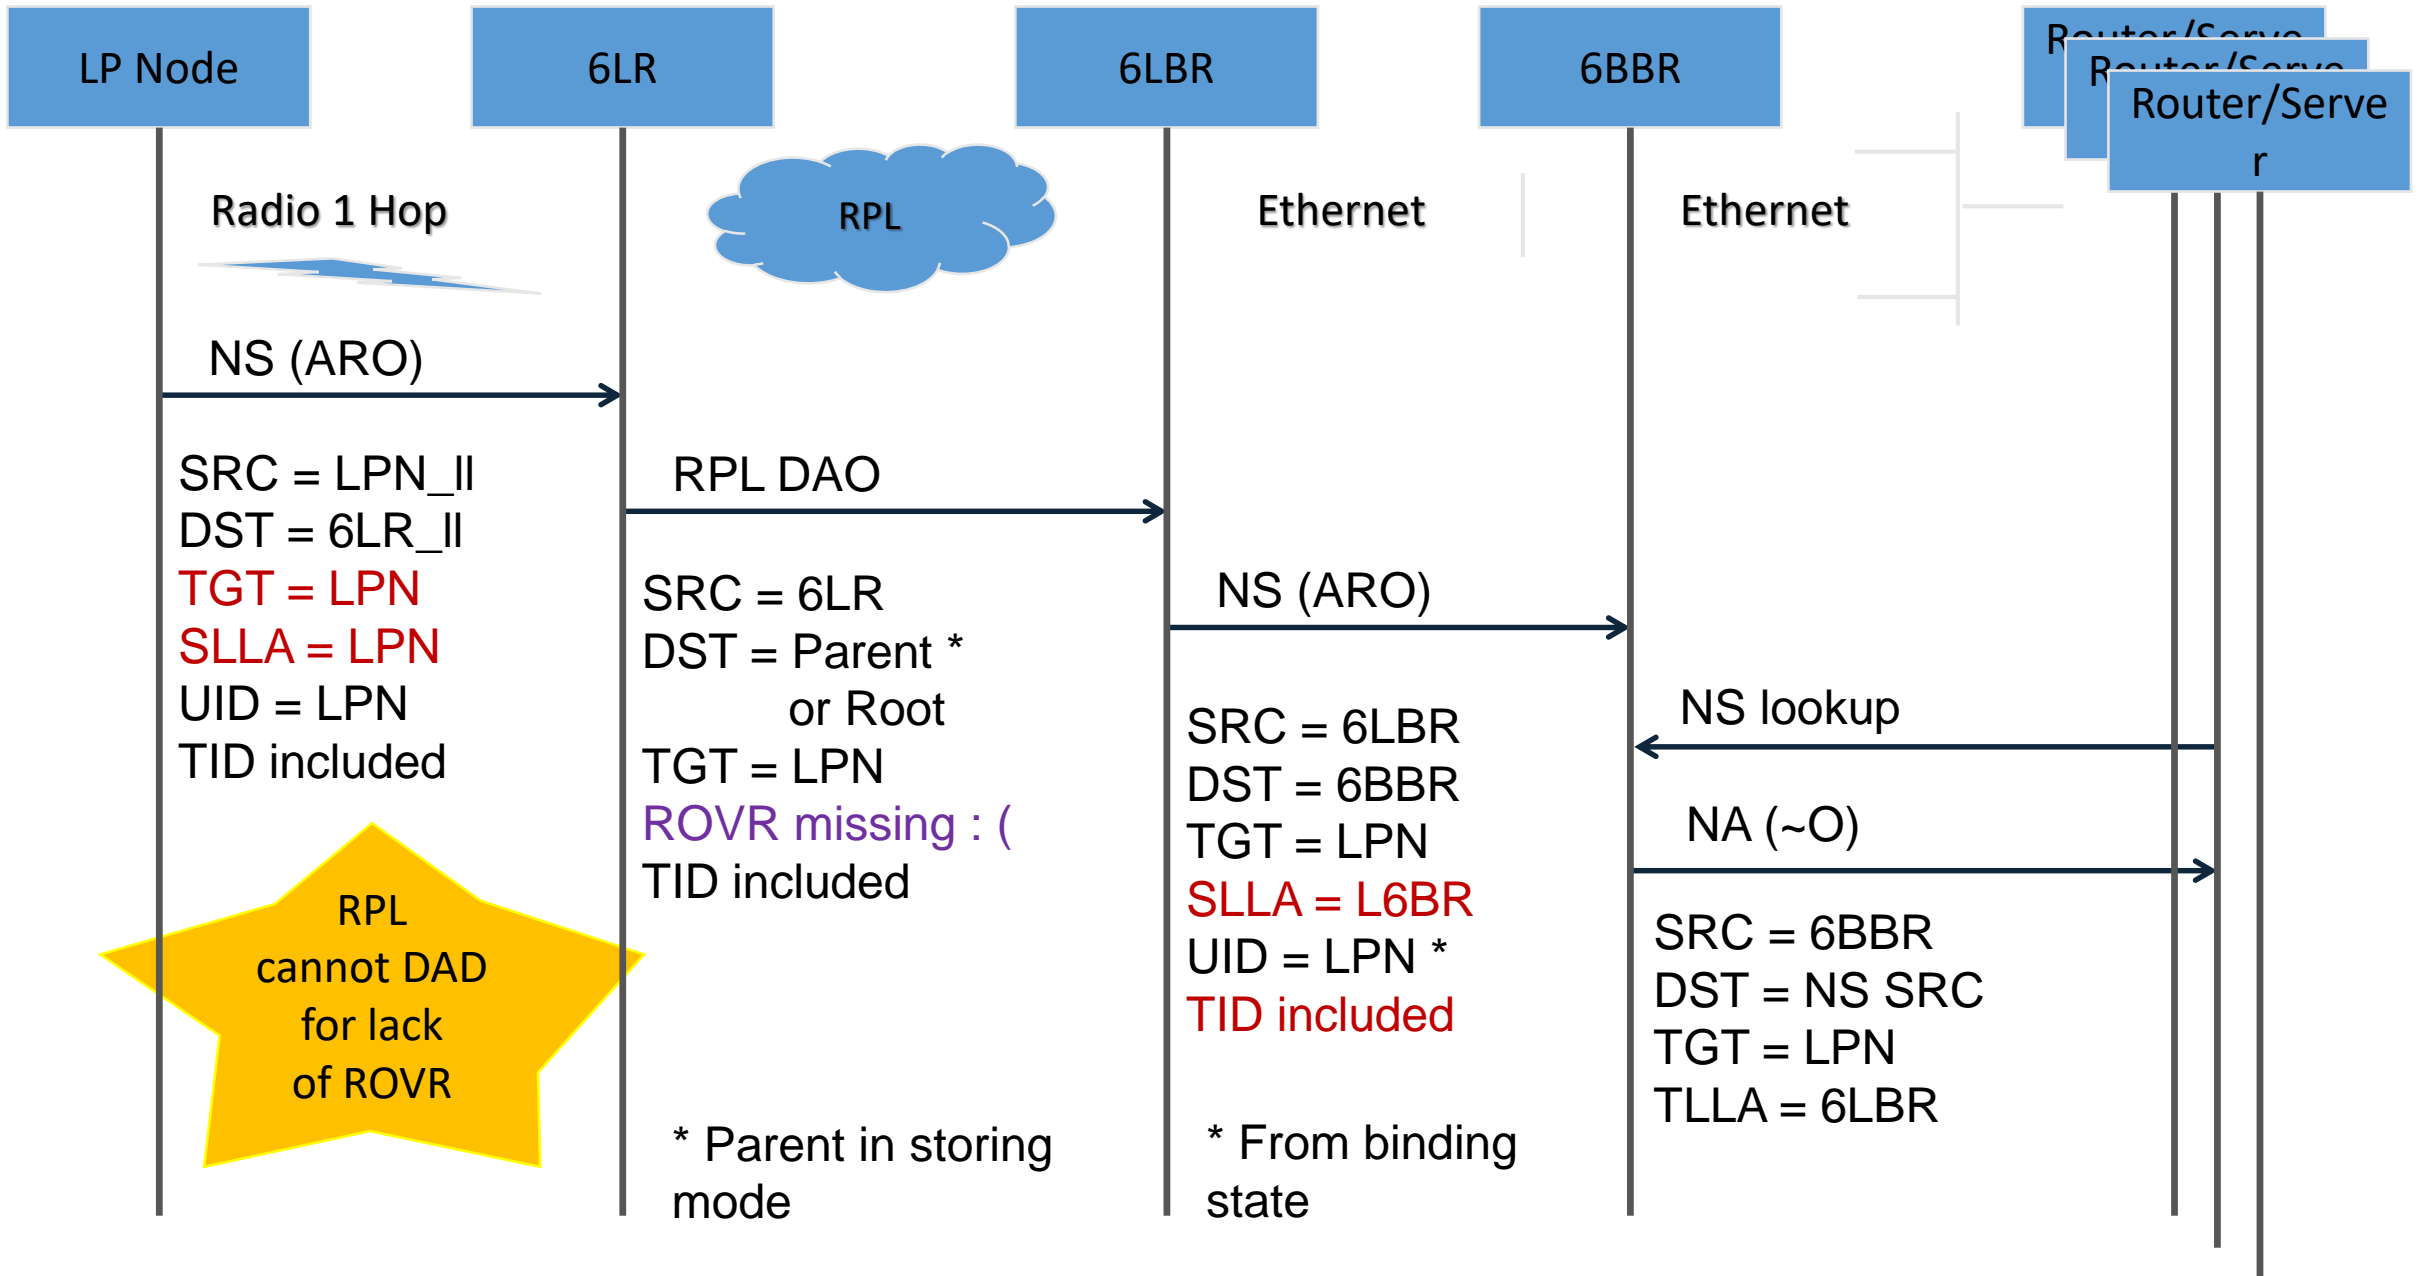 LP Node
6LR
6LBR
6BBR
Router/Serve
Router/Serve
Router/Serve
r
Radio 1 Hop
RPL
Ethernet
Ethernet
NS (ARO)
SRC = LPN_ll
DST = 6LR_ll
TGT = LPN
SLLA = LPN
UID = LPN
TID included
RPL
cannot DAD
for lack
of ROVR
RPL DAO
SRC = 6LR
DST = Parent *
or Root
TGT = LPN
ROVR missing : (
TID included
* Parent in storing
mode
NS (ARO)
SRC = 6LBR
DST = 6BBR
TGT = LPN
SLLA = L6BR
UID = LPN *
TID included
* From binding
state
NS lookup
NA (~O)
SRC = 6BBR
DST = NS SRC
TGT = LPN
TLLA = 6LBR